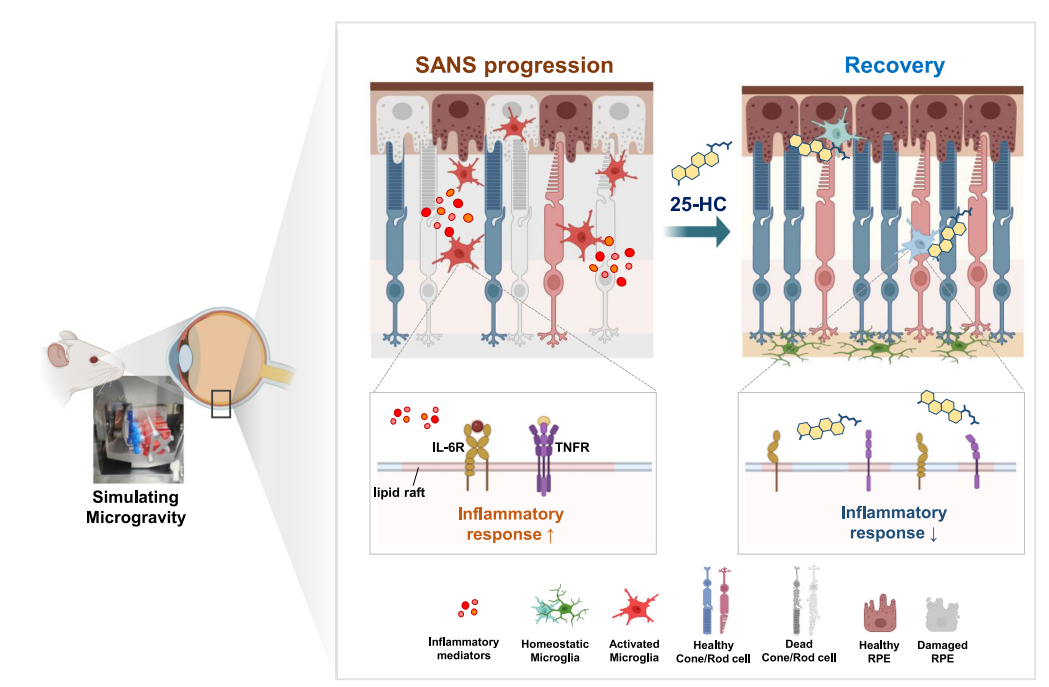 SANS progression
Recovery
25-HC
Simulating
Microgravity
IL-6R
TNFR
lipid raft
Inflammatory
response ↑
Inflammatory
response ↓
Inflammatory
mediators
Homeostatic
Microglia
Activated
Microglia
Healthy
Cone/Rod cell
Dead
Cone/Rod cell
Healthy
RPE
Damaged
RPE